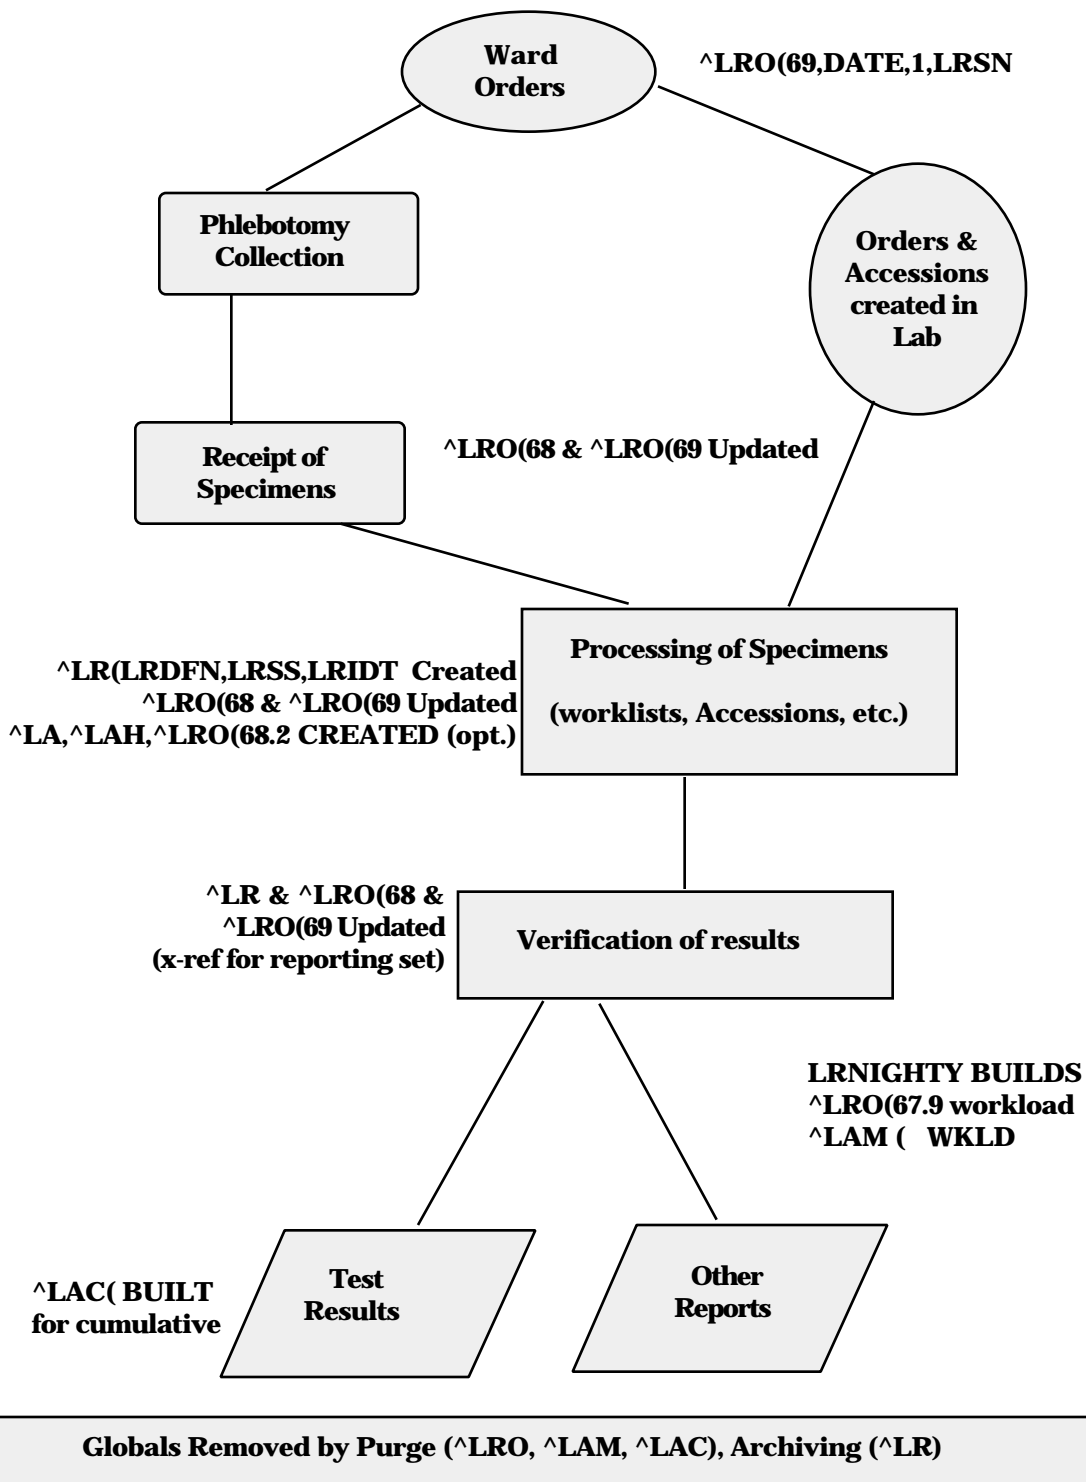 Ward
Orders
^LRO(69,DATE,1,LRSN
Phlebotomy
Collection
Orders &
Accessions
created in
Lab
Receipt of
Specimens
^LRO(68 & ^LRO(69 Updated
Processing of Specimens
(worklists, Accessions, etc.)
^LR(LRDFN,LRSS,LRIDT Created
^LRO(68 & ^LRO(69 Updated
^LA,^LAH,^LRO(68.2 CREATED (opt.)
^LR & ^LRO(68 &
^LRO(69 Updated
(x-ref for reporting set)
Verification of results
LRNIGHTY BUILDS
^LRO(67.9 workload
^LAM ( WKLD
^LAC( BUILT
for cumulative
Test
Results
Other
Reports
Globals Removed by Purge (^LRO, ^LAM, ^LAC), Archiving (^LR)